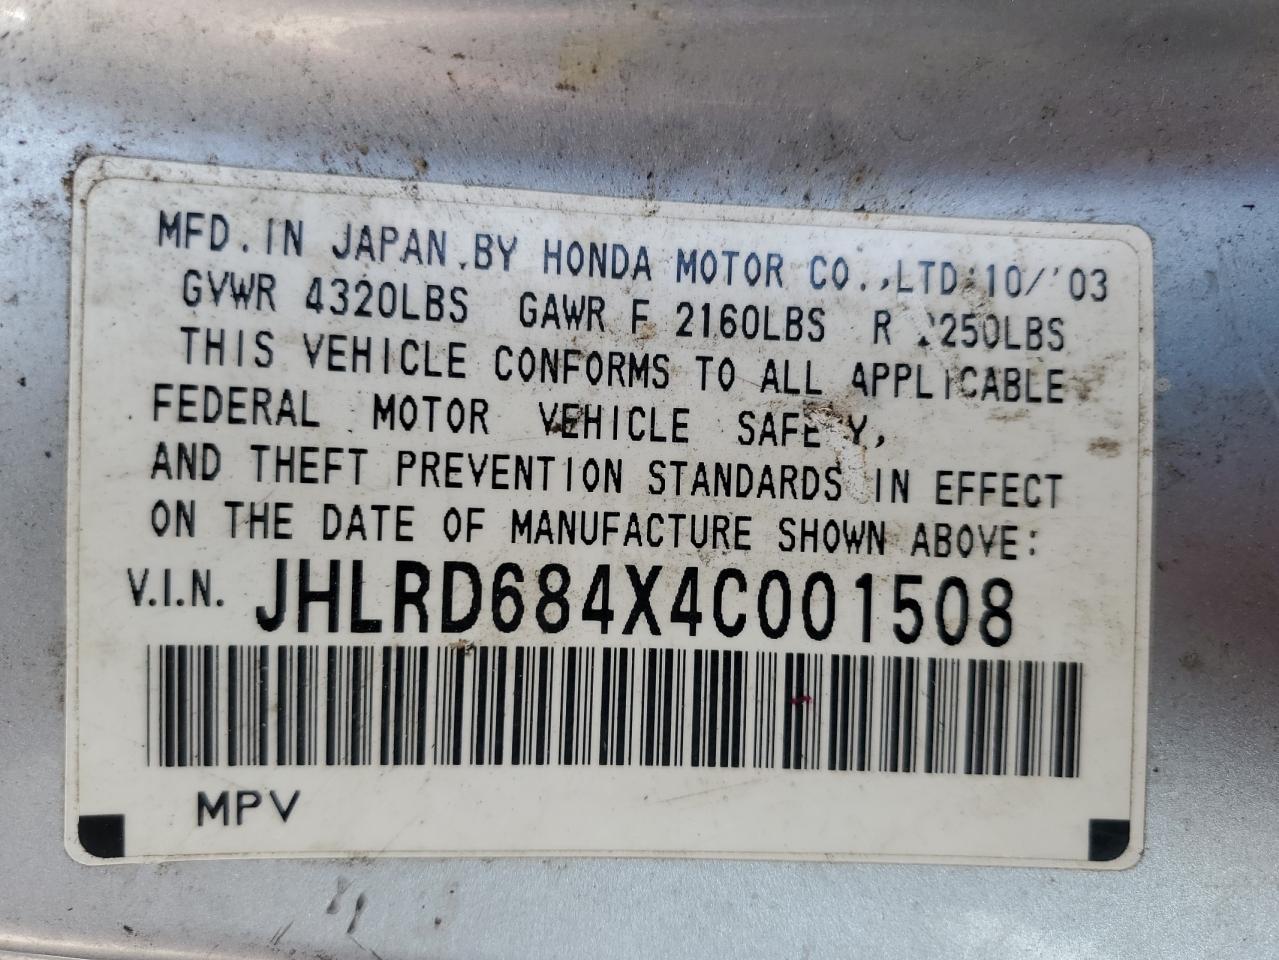 MFD. IN JAPAN BY HONDA MOTOR CO., LTD 10/'03
GVWR 4320LBS GAWR F 2160LBS R 2250LBS
THIS VEHICLE CONFORMS TO ALL APPLICABLE
FEDERAL MOTOR VEHICLE SAFETY,
AND THEFT PREVENTION STANDARDS IN EFFECT
ON THE DATE OF MANUFACTURE SHOWN ABOVE:
V.I.N. JHLRD684X4C001508
MPV